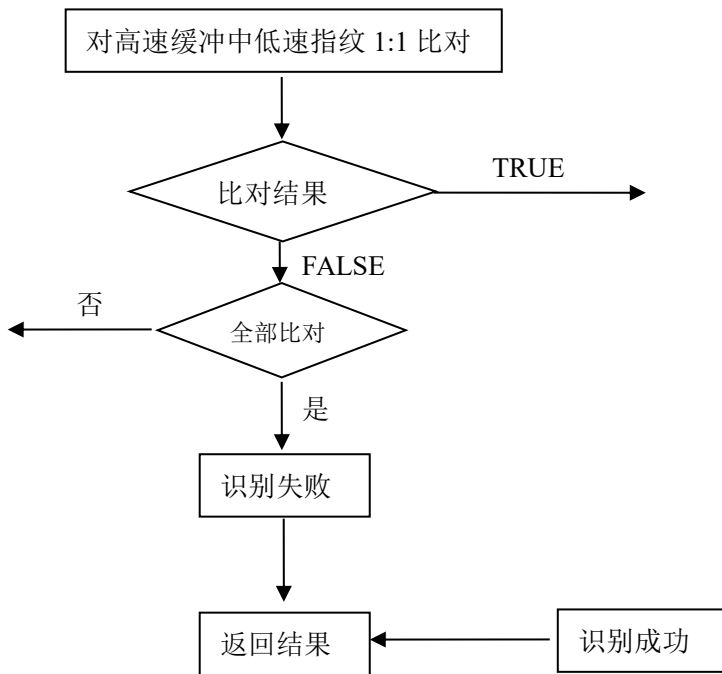 对高速缓冲中低速指纹 1:1 比对
比对结果
TRUE
FALSE
否
全部比对
是
识别失败
返回结果
识别成功